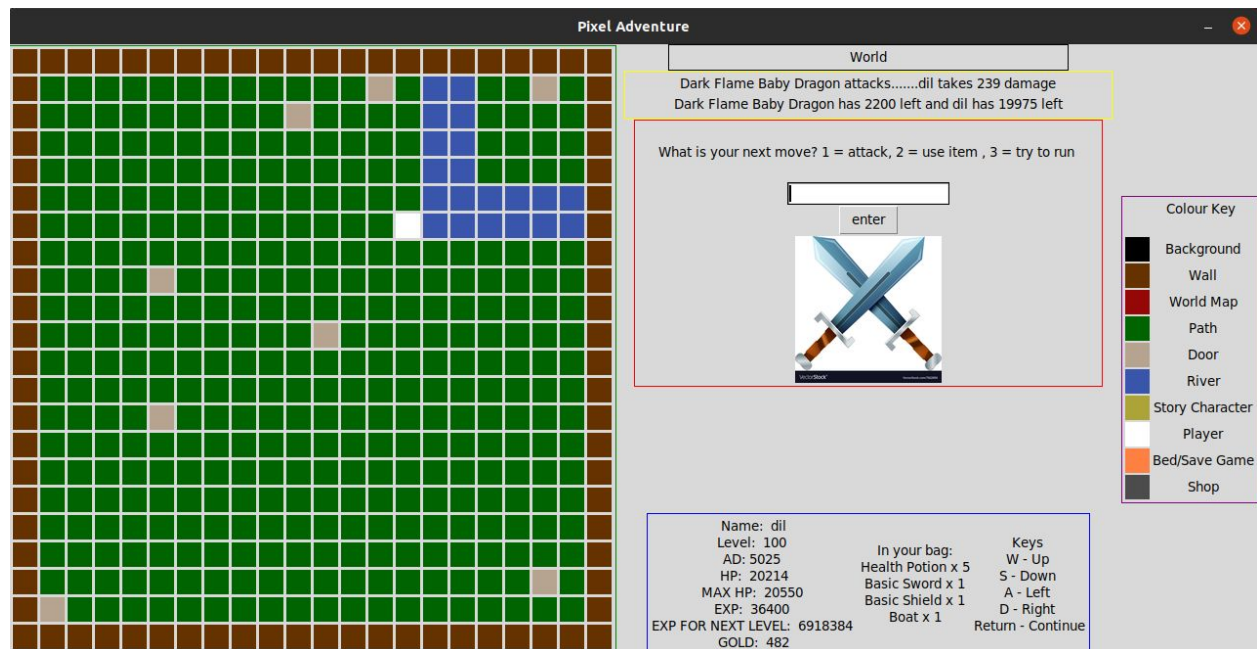 Pixel Adventure
World
Dark Flame Baby Dragon attacks.......dil takes 239 damage
Dark Flame Baby Dragon has 2200 left and dil has 19975 left
What is your next move? 1 = attack, 2 = use item , 3 = try to run
enter
VectorStock
Colour Key
Background
Wall
World Map
Path
Door
River
Story Character
Player
Bed/Save Game
Shop
Name: dil
Level: 100
AD: 5025
HP: 20214
MAX HP: 20550
EXP: 36400
EXP FOR NEXT LEVEL: 6918384
GOLD: 482
In your bag:
Health Potion x 5
Basic Sword x 1
Basic Shield x 1
Boat x 1
Keys
W - Up
S - Down
A - Left
D - Right
Return - Continue